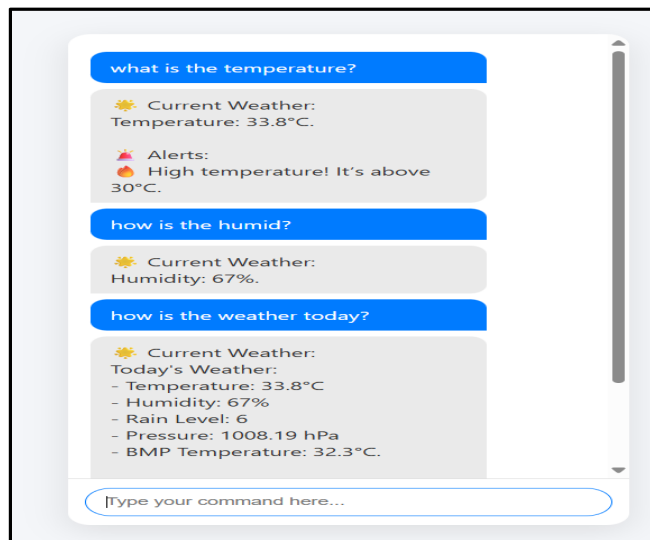 what is the temperature?
☀️ Current Weather:
Temperature: 33.8°C.
🚨 Alerts:
🔥 High temperature! It's above
30°C.
how is the humid?
☀️ Current Weather:
Humidity: 67%.
how is the weather today?
☀️ Current Weather:
Today's Weather:
- Temperature: 33.8°C
- Humidity: 67%
- Rain Level: 6
- Pressure: 1008.19 hPa
- BMP Temperature: 32.3°C.
Type your command here...